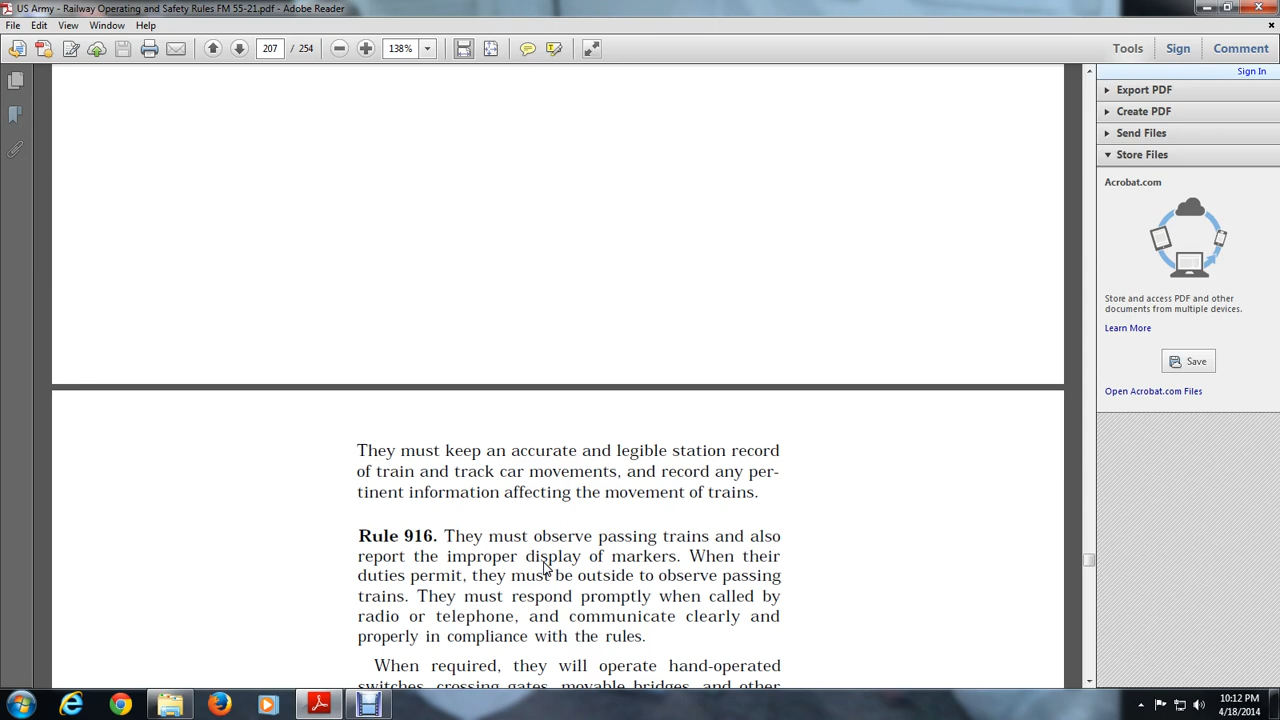 US Army - Railway Operating and Safety Rules FM 55-21.pdf - Adobe Reader
File Edit View Window Help
207 / 254 138% Tools Sign Comment
Sign In
Export PDF
Create PDF
Send Files
Store Files
Acrobat.com
Store and access PDF and other
documents from multiple devices.
Learn More
Save
Open Acrobat.com Files
They must keep an accurate and legible station record
of train and track car movements, and record any per-
tinent information affecting the movement of trains.
Rule 916. They must observe passing trains and also
report the improper display of markers. When their
duties permit, they must be outside to observe passing
trains. They must respond promptly when called by
radio or telephone, and communicate clearly and
properly in compliance with the rules.
When required, they will operate hand-operated
switches, crossing gates, movable bridges, and other
10:12 PM
4/18/2014